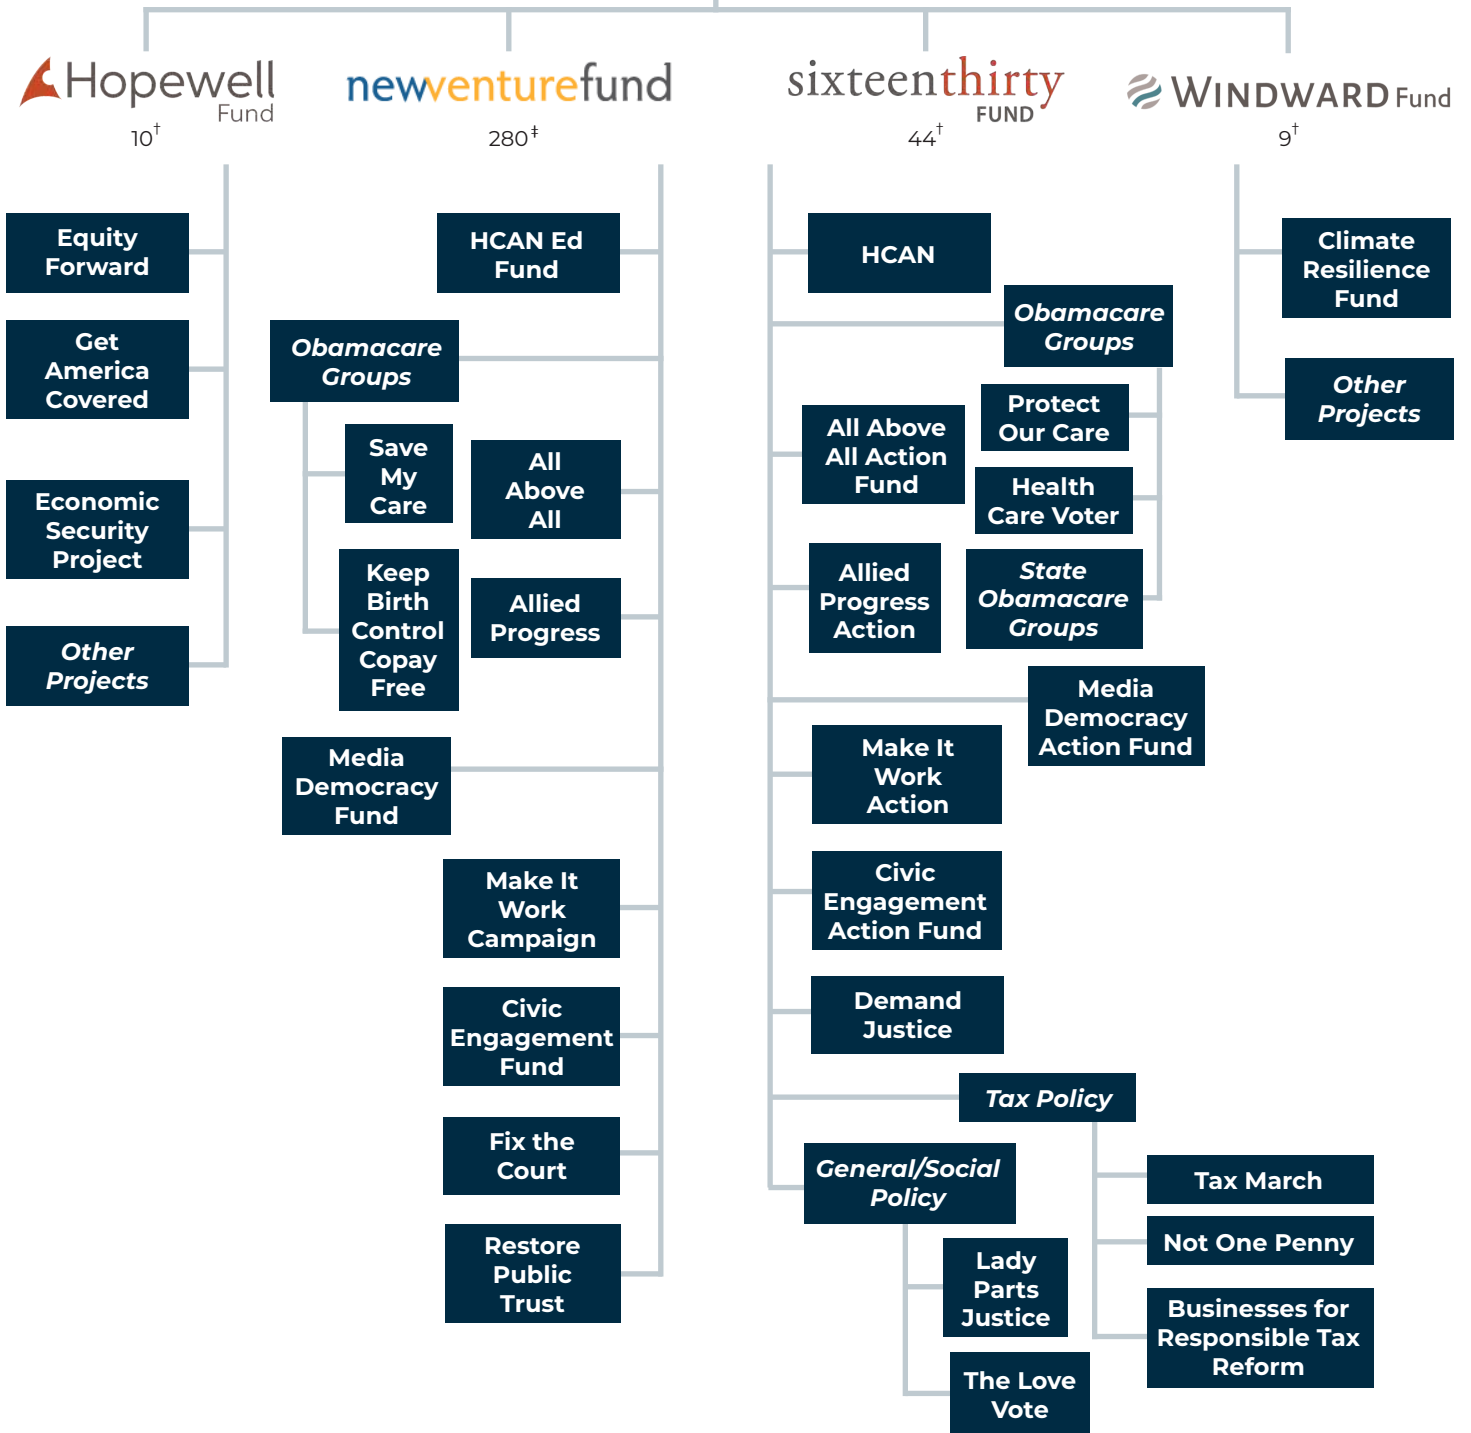 Hopewell
Fund
10†
newventurefund
280‡
sixteenthirty
FUND
44†
WINDWARD Fund
9†
Equity
Forward
Get
America
Covered
Economic
Security
Project
Other
Projects
HCAN Ed
Fund
Obamacare
Groups
Save
My
Care
Keep
Birth
Control
Copay
Free
All
Above
All
Allied
Progress
Media
Democracy
Fund
Make It
Work
Campaign
Civic
Engagement
Fund
Fix the
Court
Restore
Public
Trust
HCAN
Obamacare
Groups
Protect
Our Care
Health
Care Voter
State
Obamacare
Groups
All Above
All Action
Fund
Allied
Progress
Action
Media
Democracy
Action Fund
Make It
Work
Action
Civic
Engagement
Action Fund
Demand
Justice
Tax Policy
Tax March
Not One Penny
Businesses for
Responsible Tax
Reform
General/Social
Policy
Lady
Parts
Justice
The Love
Vote
Climate
Resilience
Fund
Other
Projects